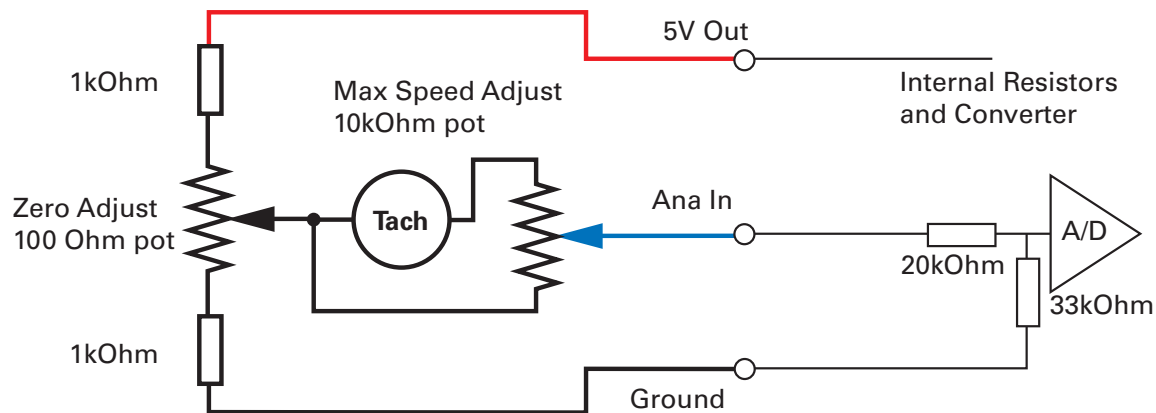 5V Out
1kOhm
Internal Resistors
and Converter
Max Speed Adjust
10kOhm pot
Zero Adjust
100 Ohm pot
Tach
Ana In
A/D
20kOhm
33kOhm
1kOhm
Ground